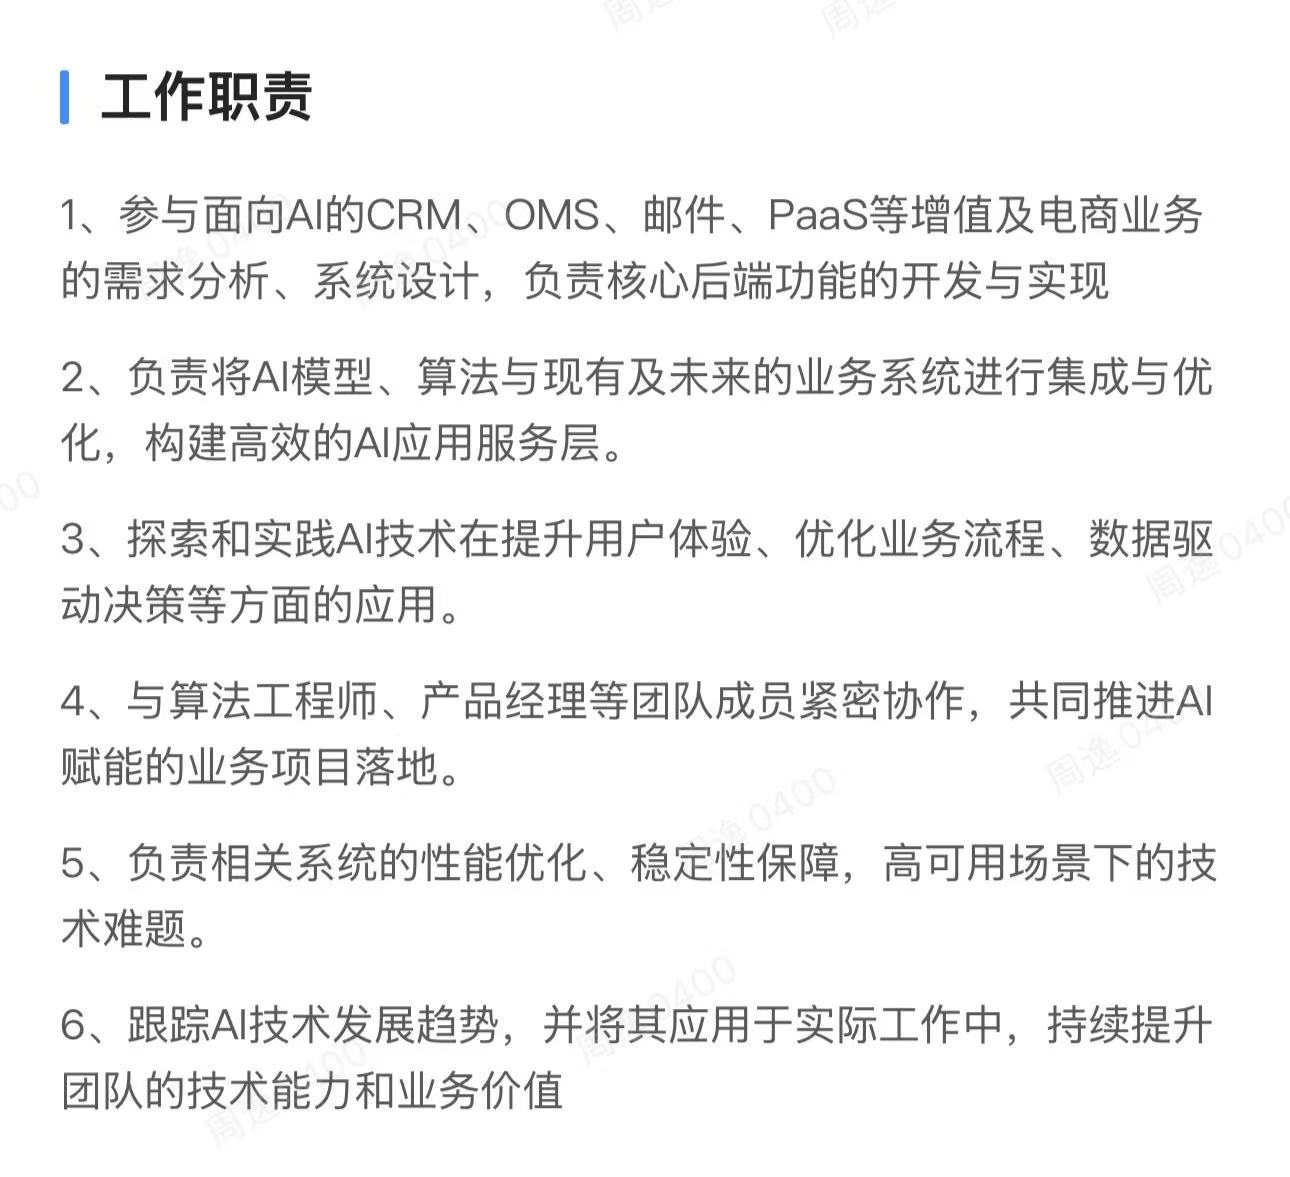 工作职责
1、参与面向AI的CRM、OMS、邮件、PaaS等增值及电商业务
的需求分析、系统设计，负责核心后端功能的开发与实现
2、负责将AI模型、算法与现有及未来的业务系统进行集成与优
化，构建高效的AI应用服务层。
3、探索和实践AI技术在提升用户体验、优化业务流程、数据驱
动决策等方面的应用。
4、与算法工程师、产品经理等团队成员紧密协作，共同推进AI
赋能的业务项目落地。
5、负责相关系统的性能优化、稳定性保障，高可用场景下的技
术难题。
6、跟踪AI技术发展趋势，并将其应用于实际工作中，持续提升
团队的技术能力和业务价值
周逸 0400